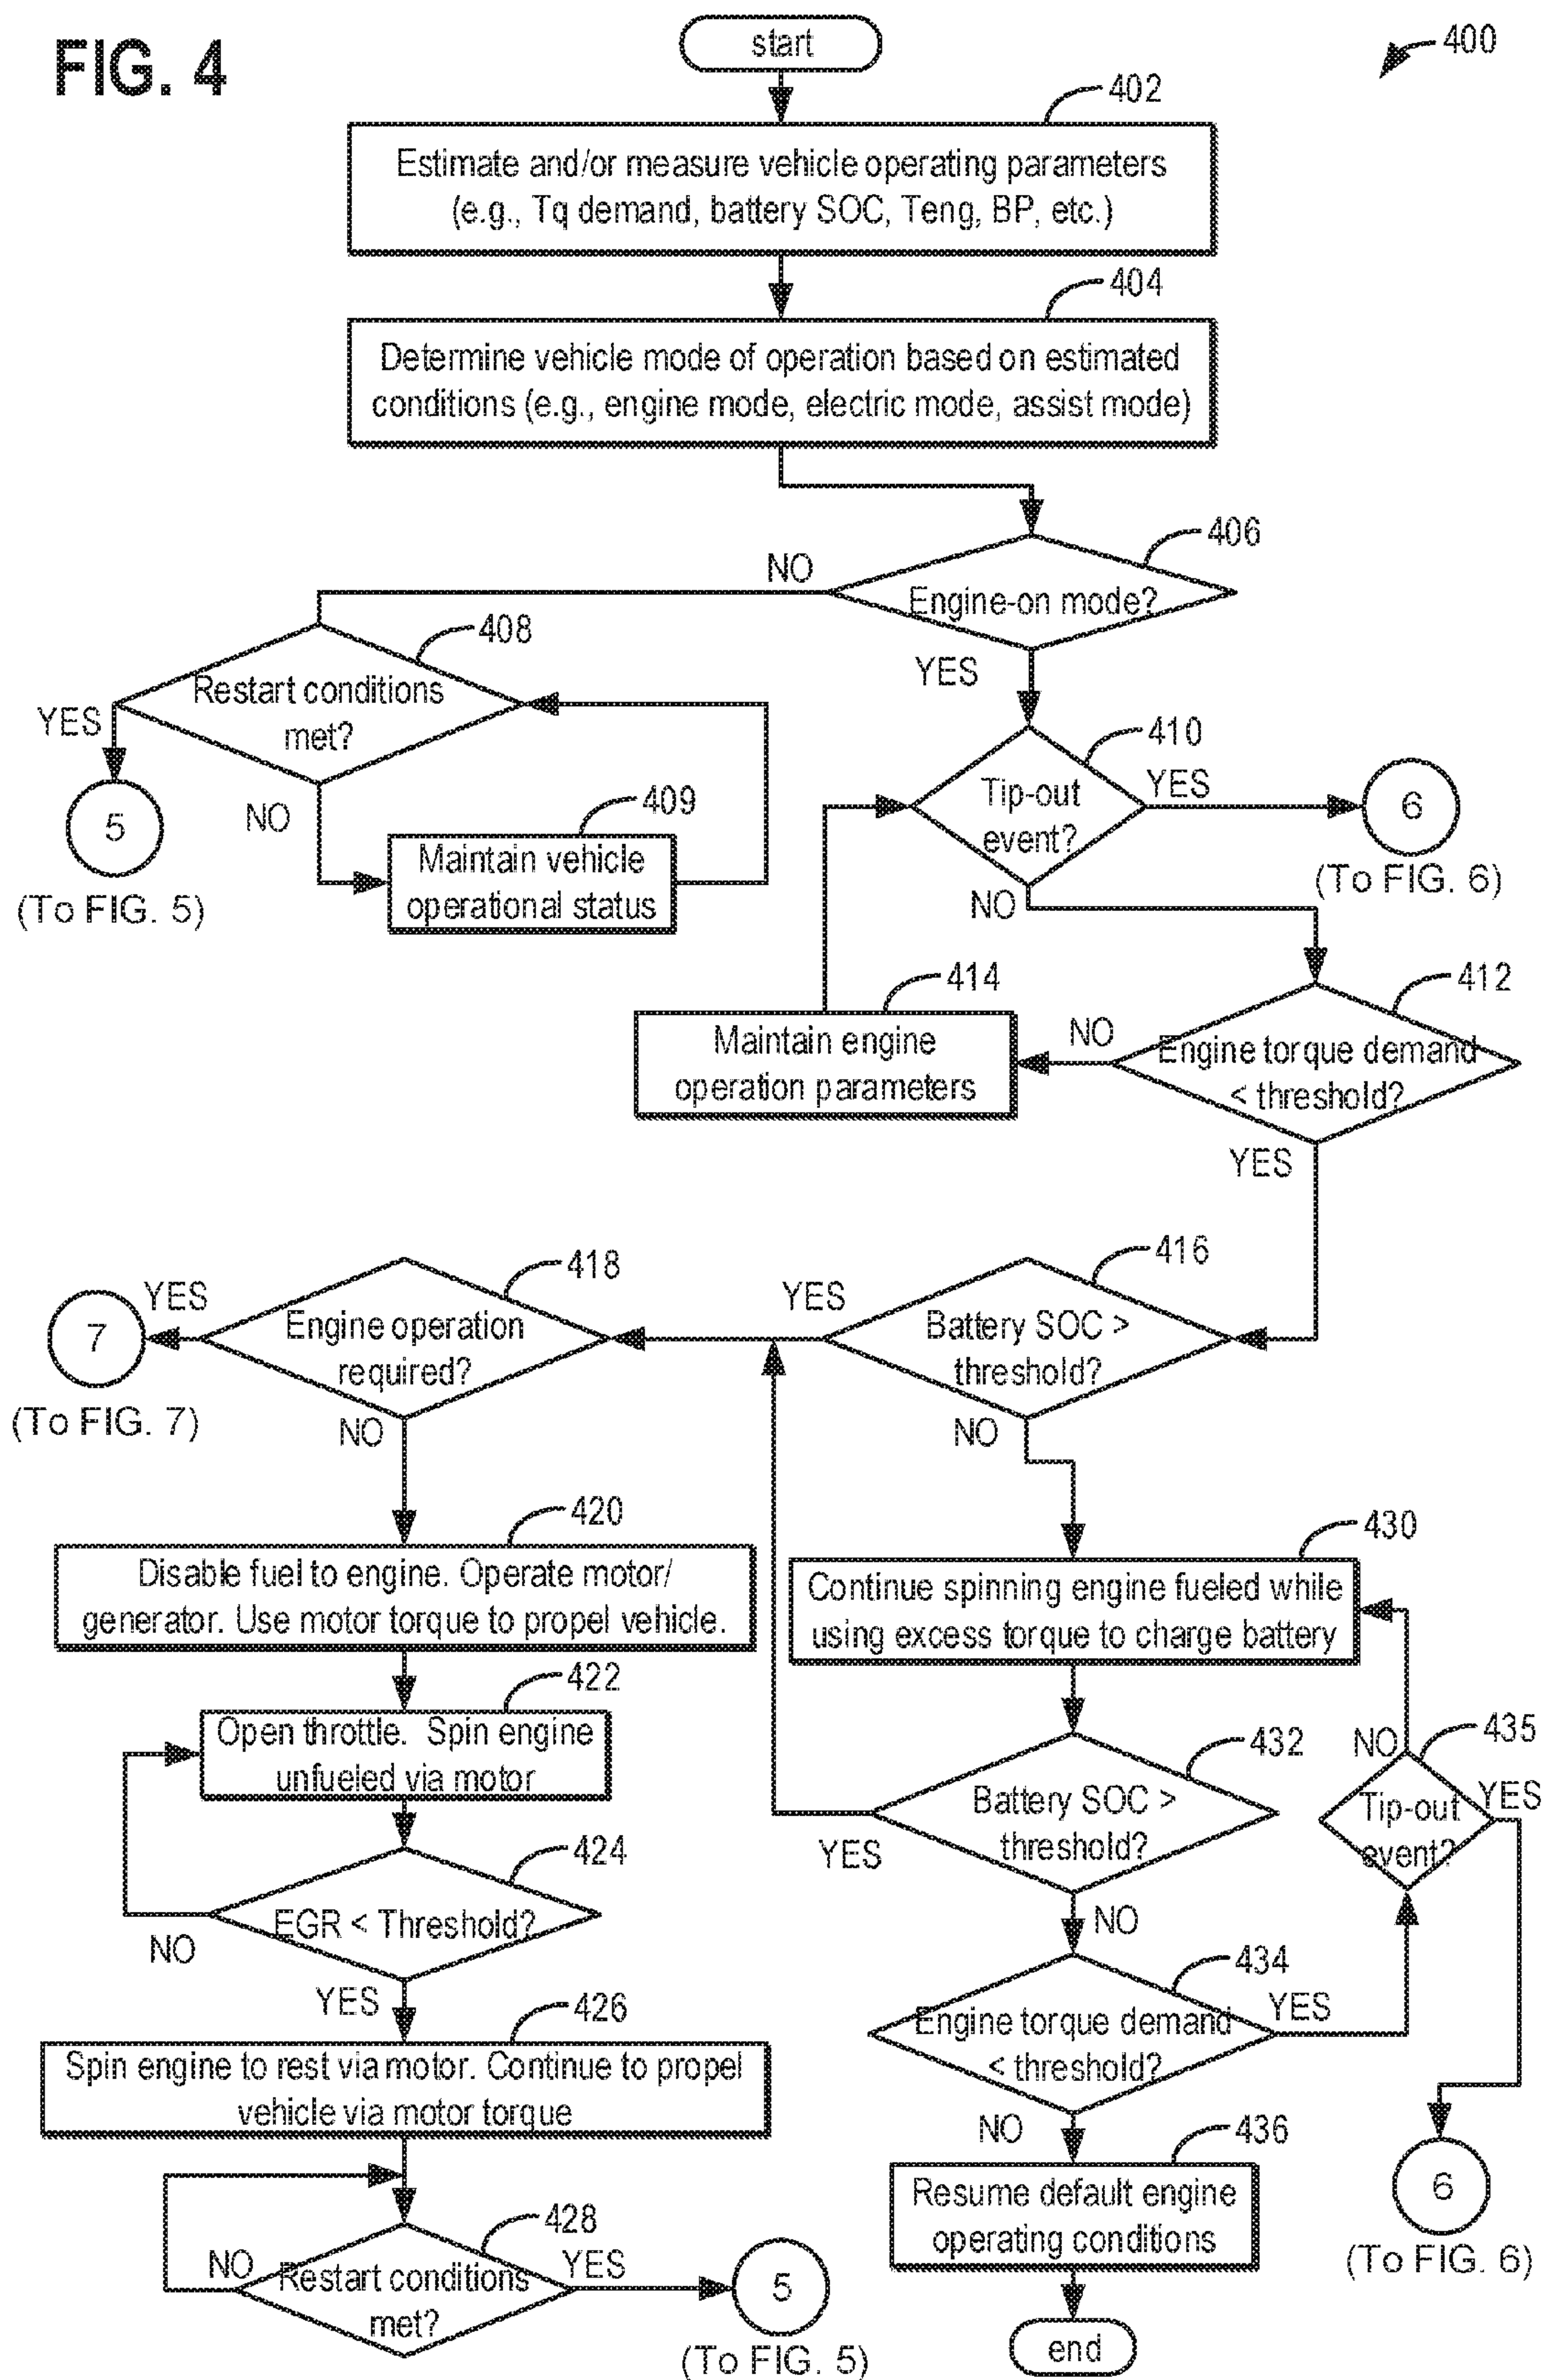 FIG. 4
start
400
402
Estimate and/or measure vehicle operating parameters
(e.g., Tq demand, battery SOC, Teng, BP, etc.)
404
Determine vehicle mode of operation based on estimated
conditions (e.g., engine mode, electric mode, assist mode)
406
NO
Engine-on mode?
YES
408
Restart conditions
met?
YES
5
(To FIG. 5)
NO
409
Maintain vehicle
operational status
410
Tip-out
event?
YES
6
(To FIG. 6)
NO
412
Engine torque demand
< threshold?
NO
414
Maintain engine
operation parameters
YES
416
Battery SOC >
threshold?
YES
418
Engine operation
required?
YES
7
(To FIG. 7)
NO
NO
420
Disable fuel to engine. Operate motor/
generator. Use motor torque to propel vehicle.
422
Open throttle. Spin engine
unfueled via motor
424
EGR < Threshold?
NO
YES
426
Spin engine to rest via motor. Continue to propel
vehicle via motor torque
428
NO
Restart conditions
met?
YES
5
(To FIG. 5)
430
Continue spinning engine fueled while
using excess torque to charge battery
432
Battery SOC >
threshold?
YES
NO
434
Engine torque demand
< threshold?
YES
435
NO
Tip-out
event?
YES
6
(To FIG. 6)
NO
436
Resume default engine
operating conditions
end